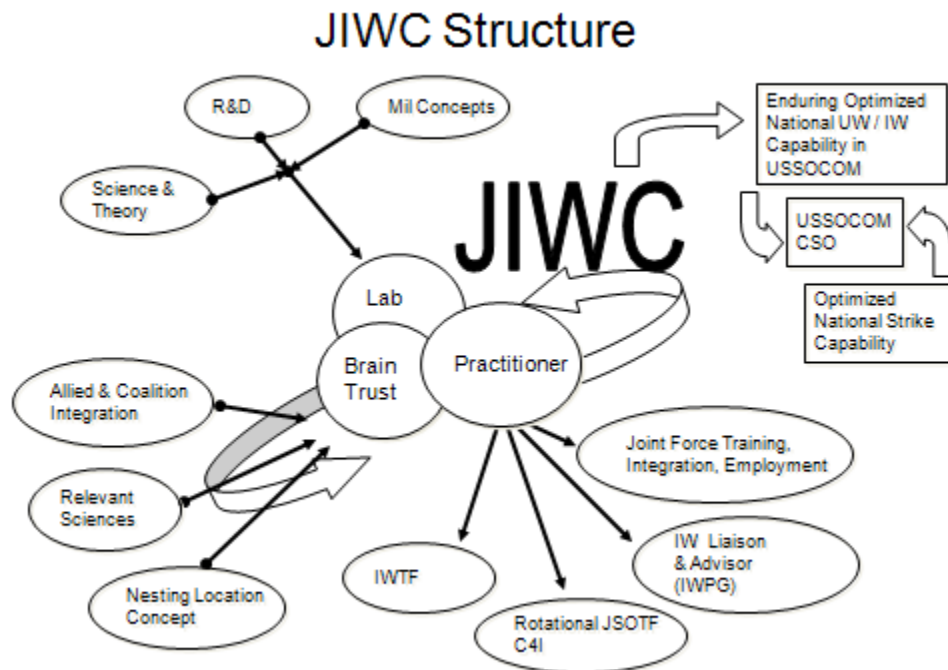 JIWC Structure
R&D
Mil Concepts
Science &
Theory
Enduring Optimized
National UW / IW
Capability in
USSOCOM
JIWC
USSOCOM
CSO
Optimized
National Strike
Capability
Lab
Brain
Trust
Practitioner
Allied & Coalition
Integration
Relevant
Sciences
Nesting Location
Concept
Joint Force Training,
Integration, Employment
IW Liaison
& Advisor
(IWPG)
IWTF
Rotational JSOTF
C4I